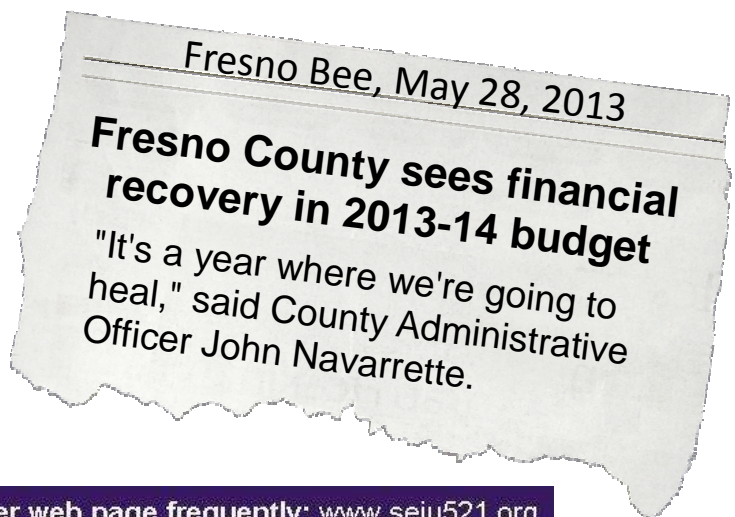 Fresno Bee, May 28, 2013
Fresno County sees financial
recovery in 2013-14 budget
"It's a year where we're going to
heal," said County Administrative
Officer John Navarrette.
web page frequently: www.seiu521.org